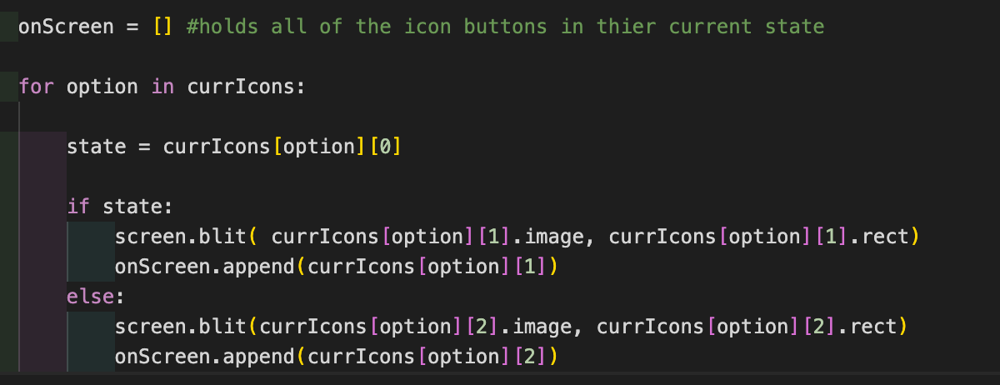 onScreen = [] #holds all of the icon buttons in thier current state
for option in currIcons:
state = currIcons[option][0]
if state:
screen.blit( currIcons[option][1].image, currIcons[option][1].rect)
onScreen.append(currIcons[option][1])
else:
screen.blit(currIcons[option][2].image, currIcons[option][2].rect)
onScreen.append(currIcons[option][2])